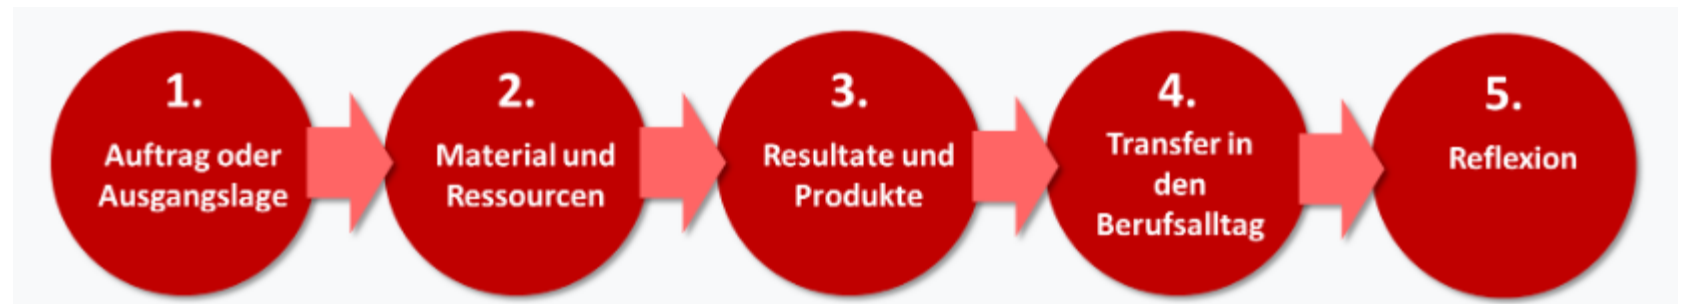 1.
Auftrag oder
Ausgangslage
2.
Material und
Ressourcen
3.
Resultate und
Produkte
4.
Transfer in
den
Berufsalltag
5.
Reflexion